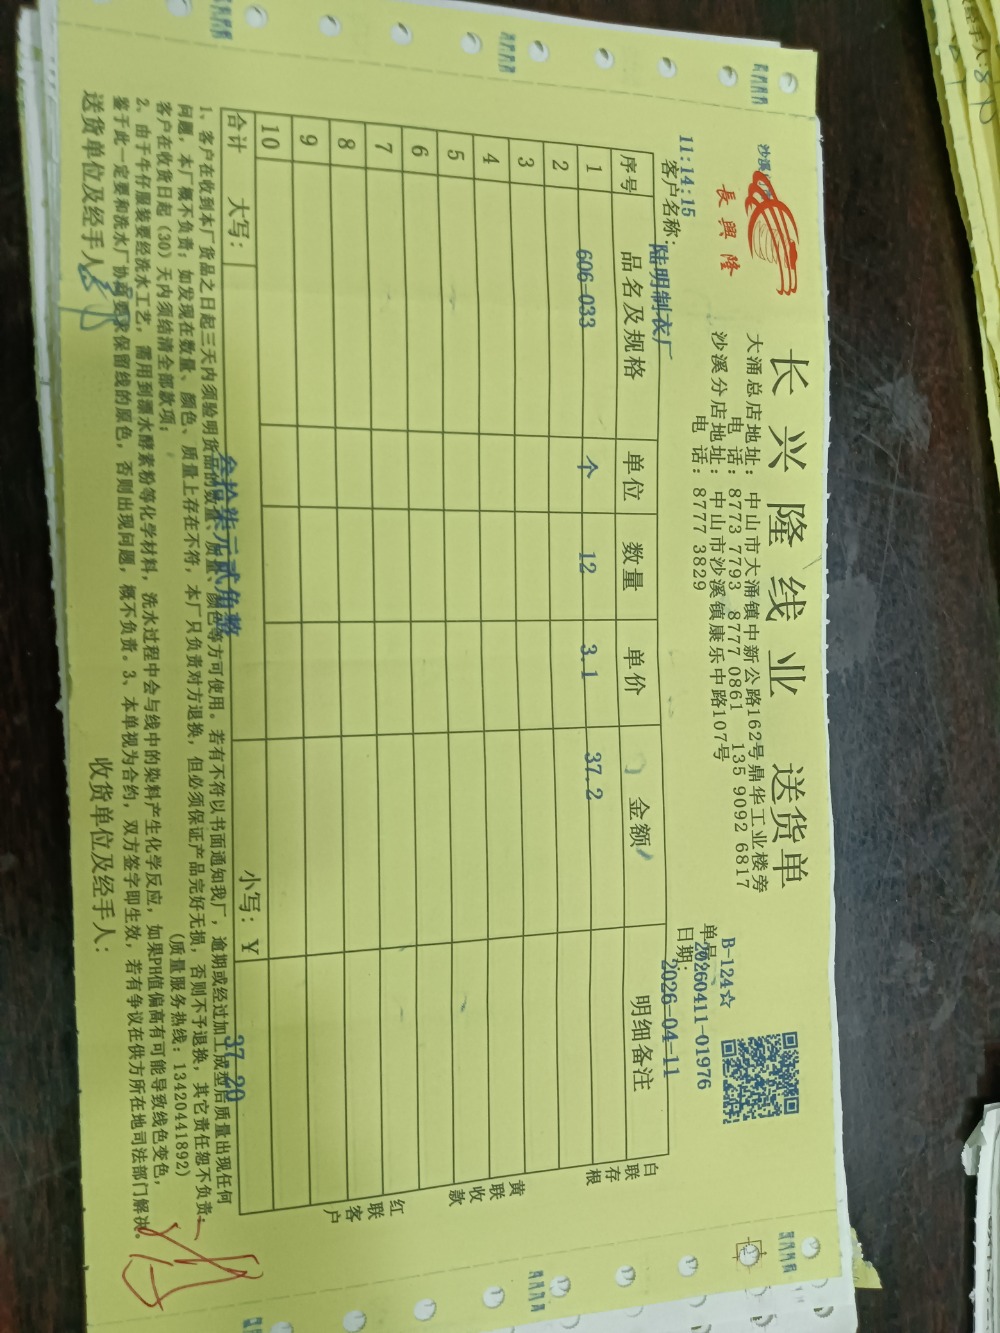 長興隆
长兴隆线业 送货单
大涌总店地址：中山市大涌镇中新公路162号鼎华工业楼旁
电 话：8773 7793 8777 0861 135 9092 6817
沙溪分店地址：中山市沙溪镇康乐中路107号
电 话：8777 3829
B-124☆
单号：20260411-01976
日期：2026-04-11
11:14:15
客户名称：陆明制衣厂
序号 品名及规格 单位 数量 单价 金额 明细备注
1 606-033 个 12 3.1 37.2
2
3
4
5
6
7
8
9
10
合计 大写：叁拾柒元贰角整 小写：Y 37.20
白联存根
黄联收款
红联客户
1、客户在收到本厂货品之日起三天内须验明货品的数量、质量、颜色等方可使用。若有不符以书面通知我厂，逾期或经过加工成型后质量出现任何
问题，本厂概不负责；如发现在数量、颜色、质量上存在不符，本厂只负责对方退换，但必须保证产品完好无损，否则不予退换，其它责任恕不负责；
客户在收货日起（30）天内须结清全部款项； （质量服务热线：13420441892）
2、由于牛仔服装要经洗水工艺，需用到漂水酵素粉等化学材料，洗水过程中会与线中的染料产生化学反应，如果PH值偏高有可能导致线色变色，
鉴于此一定要和洗水厂协商要求保留线的原色，否则出现问题，概不负责。3、本单视为合约，双方签字即生效，若有争议在供方所在地司法部门解决。
送货单位及经手人： 收货单位及经手人：